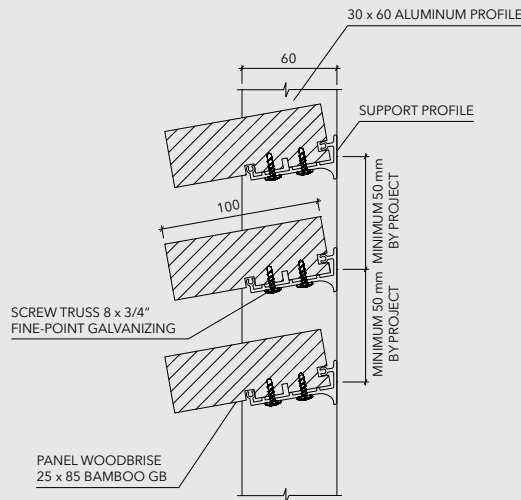 30 x 60 ALUMINUM PROFILE
60
SUPPORT PROFILE
MINIMUM 50 mm
BY PROJECT
100
MINIMUM 50 mm
BY PROJECT
SCREW TRUSS 8 x 3/4"
FINE-POINT GALVANIZING
PANEL WOODBRISE
25 x 85 BAMBOO GB